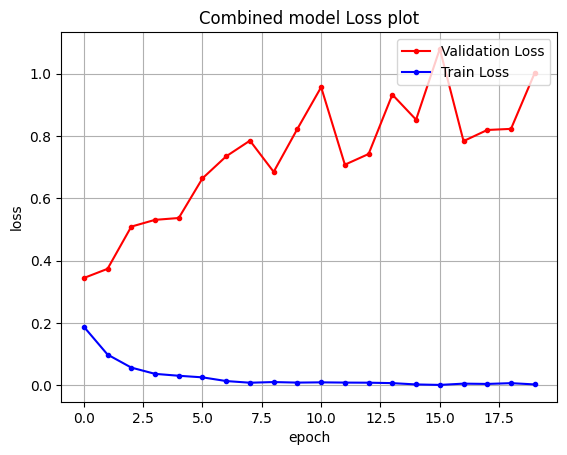 Combined model Loss plot
Validation Loss
Train Loss
1.0
0.8
0.6
0.4
0.2
0.0
loss
0.0 2.5 5.0 7.5 10.0 12.5 15.0 17.5
epoch